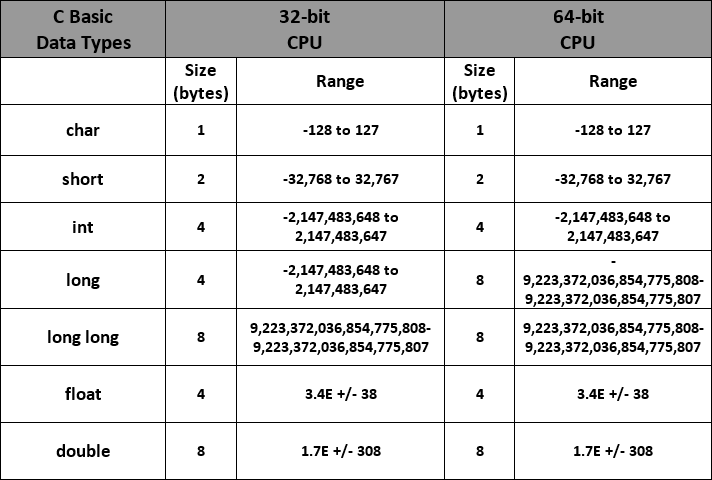 C Basic
Data Types
32-bit
CPU
64-bit
CPU
Size
(bytes)
Range
Size
(bytes)
Range
char
1
-128 to 127
1
-128 to 127
short
2
-32,768 to 32,767
2
-32,768 to 32,767
int
4
-2,147,483,648 to
2,147,483,647
4
-2,147,483,648 to
2,147,483,647
long
4
-2,147,483,648 to
2,147,483,647
8
-
9,223,372,036,854,775,808-
9,223,372,036,854,775,807
long long
8
9,223,372,036,854,775,808-
9,223,372,036,854,775,807
8
9,223,372,036,854,775,808-
9,223,372,036,854,775,807
float
4
3.4E +/- 38
4
3.4E +/- 38
double
8
1.7E +/- 308
8
1.7E +/- 308